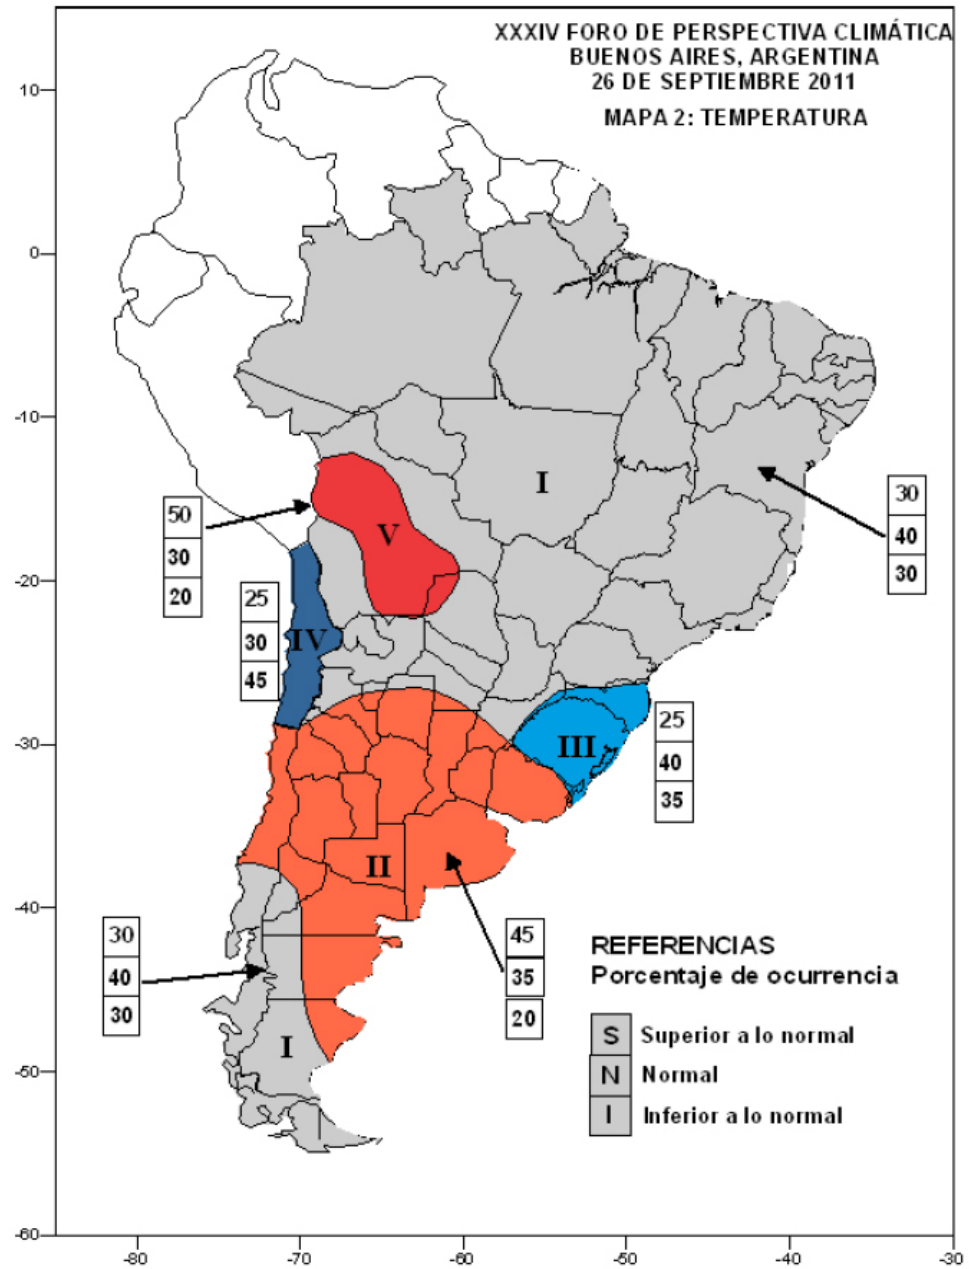 XXXIV FORO DE PERSPECTIVA CLIMÁTICA
BUENOS AIRES, ARGENTINA
26 DE SEPTIEMBRE 2011
MAPA 2: TEMPERATURA
10
0
-10
-20
-30
-40
-50
-60
-80
-70
-60
-50
-40
-30
I
V
IV
III
II
I
50
30
20
30
40
30
25
30
45
25
40
35
30
40
30
45
35
20
REFERENCIAS
Porcentaje de ocurrencia
S Superior a lo normal
N Normal
I Inferior a lo normal